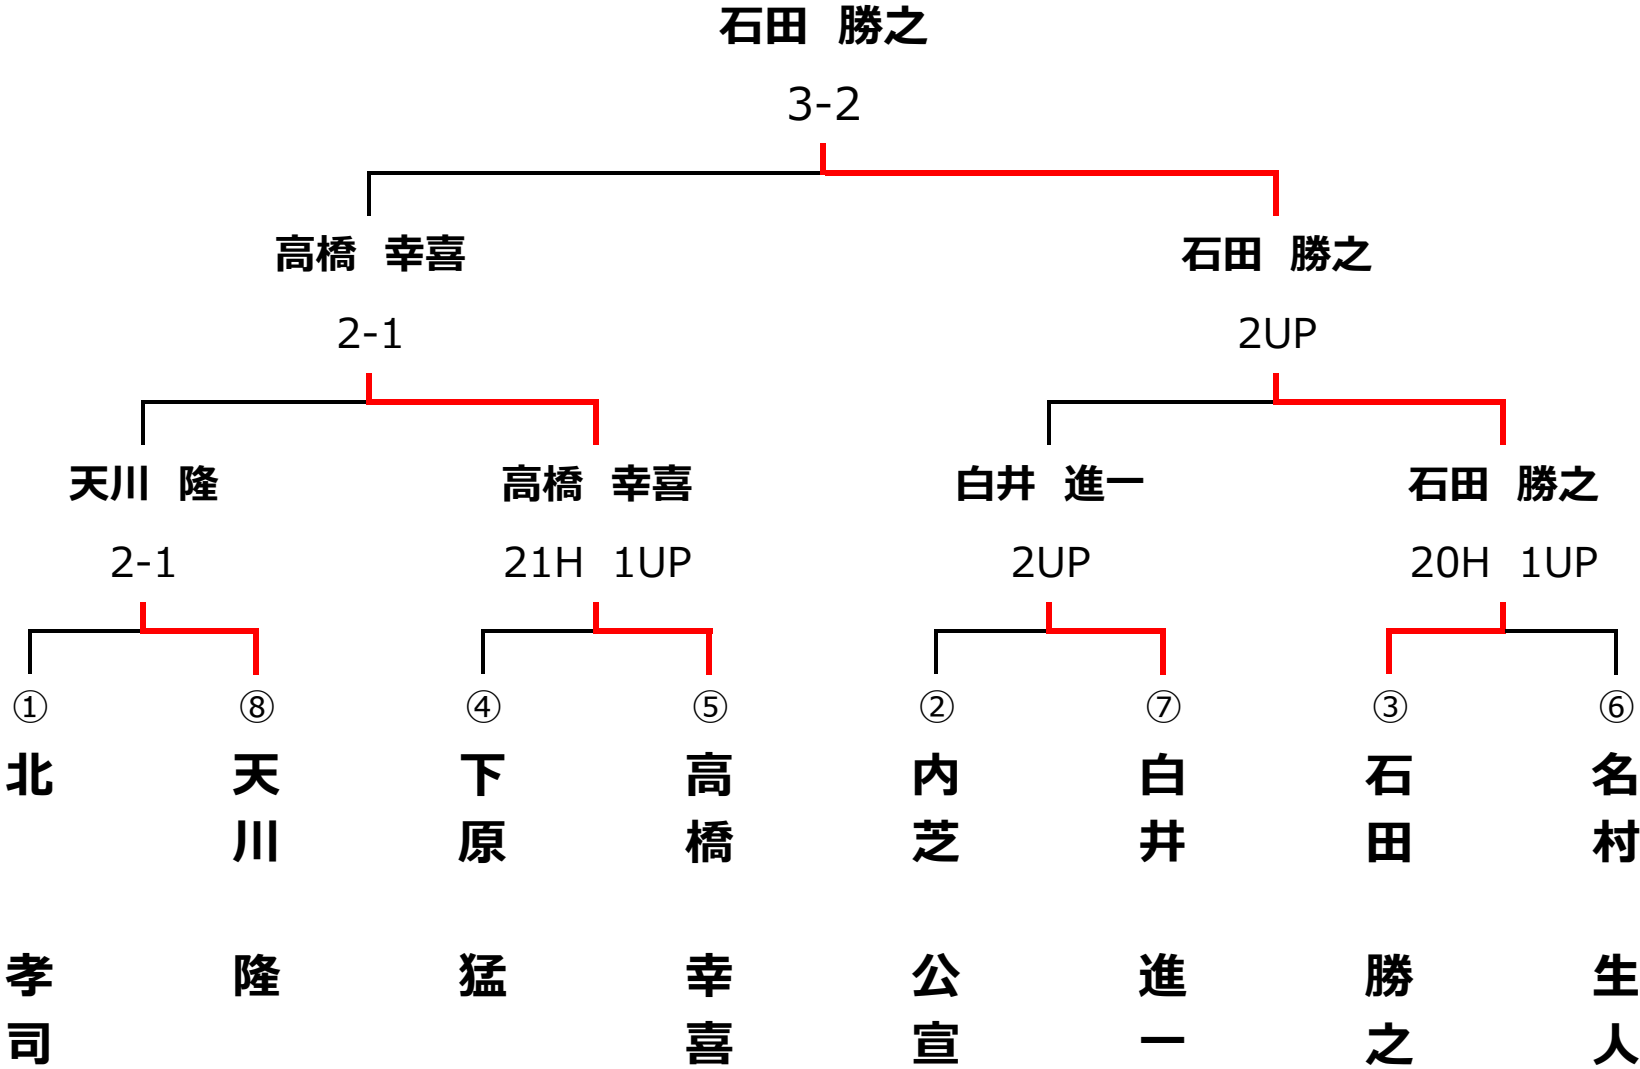 石田　勝之
3-2
高橋　幸喜
石田　勝之
2-1
2UP
天川　隆
高橋　幸喜
白井　進一
石田　勝之
2-1
21H　1UP
2UP
20H　1UP
①
⑧
④
⑤
②
⑦
③
⑥
北　孝司
天川　隆
下原　猛
高橋　幸喜
内芝　公宣
白井　進一
石田　勝之
名村　生人